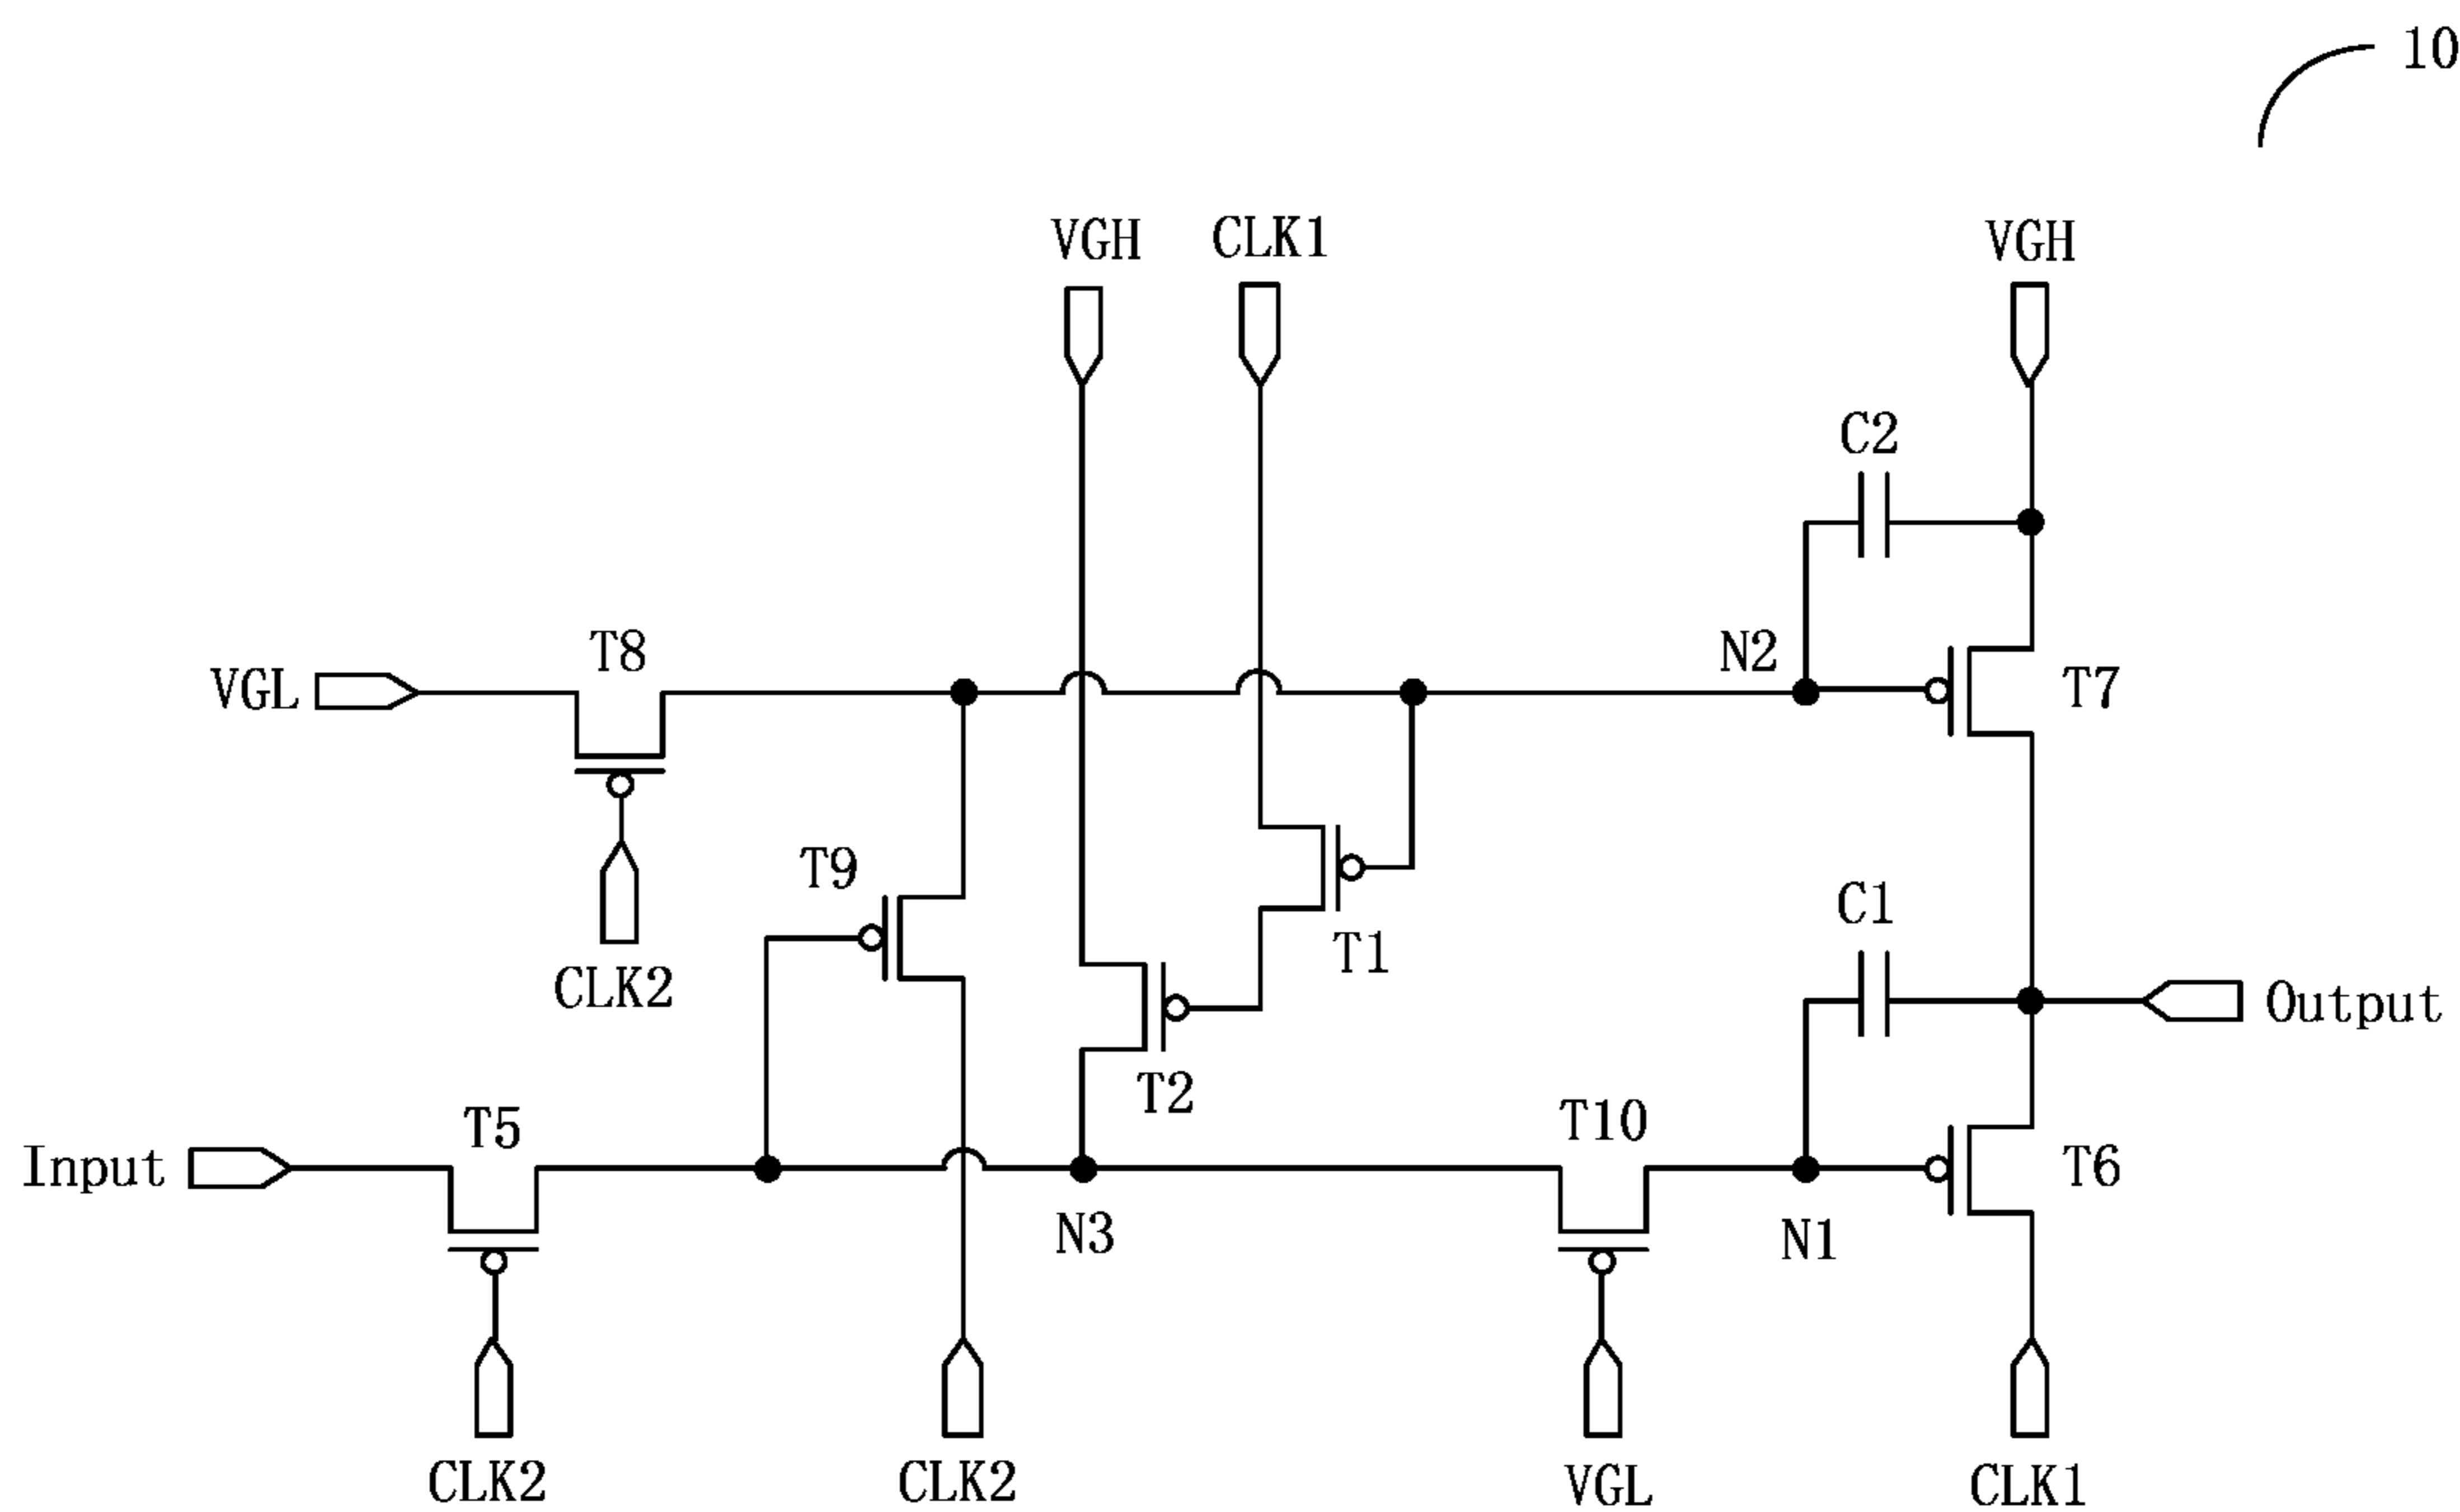 10
VGH
CLK1
VGH
C2
T8
N2
VGL
T7
T9
C1
T1
CLK2
Output
T2
T5
T10
Input
T6
N3
N1
CLK2
CLK2
VGL
CLK1